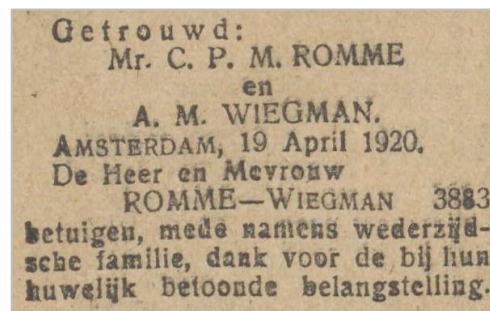 Getrouwd:
Mr. C. P. M. ROMME
en
A. M. WIEGMAN.
AMSTERDAM, 19 April 1920.
De Heer en Mevrouw
ROMME—WIEGMAN 3883
betuigen, mede namens wederzijd-
sche familie, dank voor de bij hun
huwelijk betoonde belangstelling.